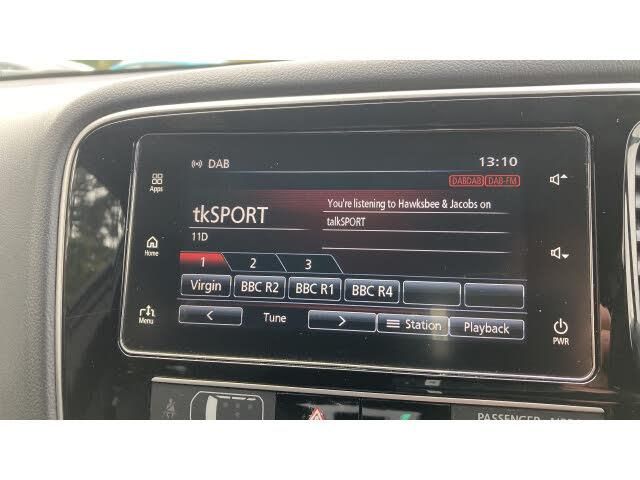 DAB 13:10
DABDAB DAB-FM
Apps
tkSPORT
You're listening to Hawksbee & Jacobs on
talkSPORT
11D
Home
1 2 3
Virgin BBC R2 BBC R1 BBC R4
Menu
< Tune > Station Playback
PWR
PASSENGER